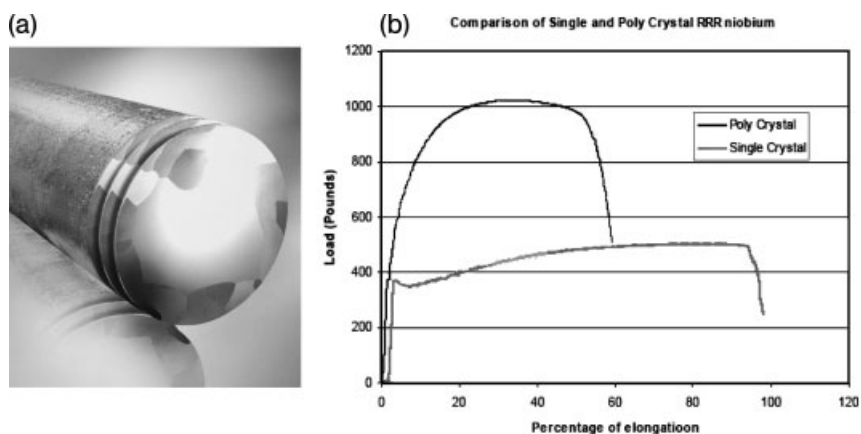 (a)
(b)
Comparison of Single and Poly Crystal RRR niobium
1200
1000
800
600
400
200
0
Load (Pounds)
Poly Crystal
Single Crystal
0 20 40 60 80 100 120
Percentage of elongatioon